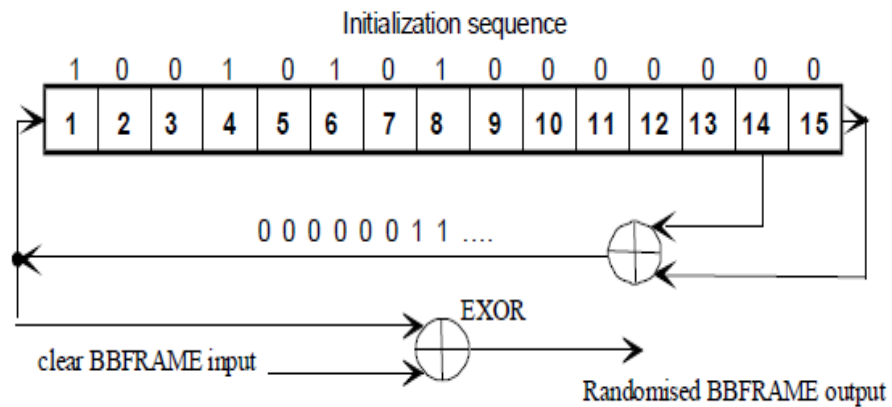 Initialization sequence
1 0 0 1 0 1 0 1 0 0 0 0 0 0 0
1 2 3 4 5 6 7 8 9 10 11 12 13 14 15
0 0 0 0 0 0 1 1 ....
EXOR
clear BBFRAME input
Randomised BBFRAME output